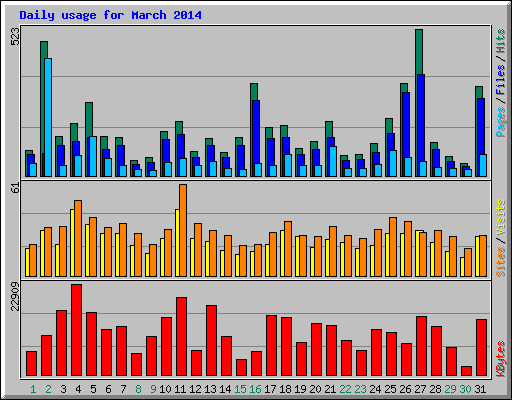 Daily usage for March 2014
523
Pages / Files / Hits
61
Sites / Visits
22909
KBytes
1 2 3 4 5 6 7 8 9 10 11 12 13 14 15 16 17 18 19 20 21 22 23 24 25 26 27 28 29 30 31